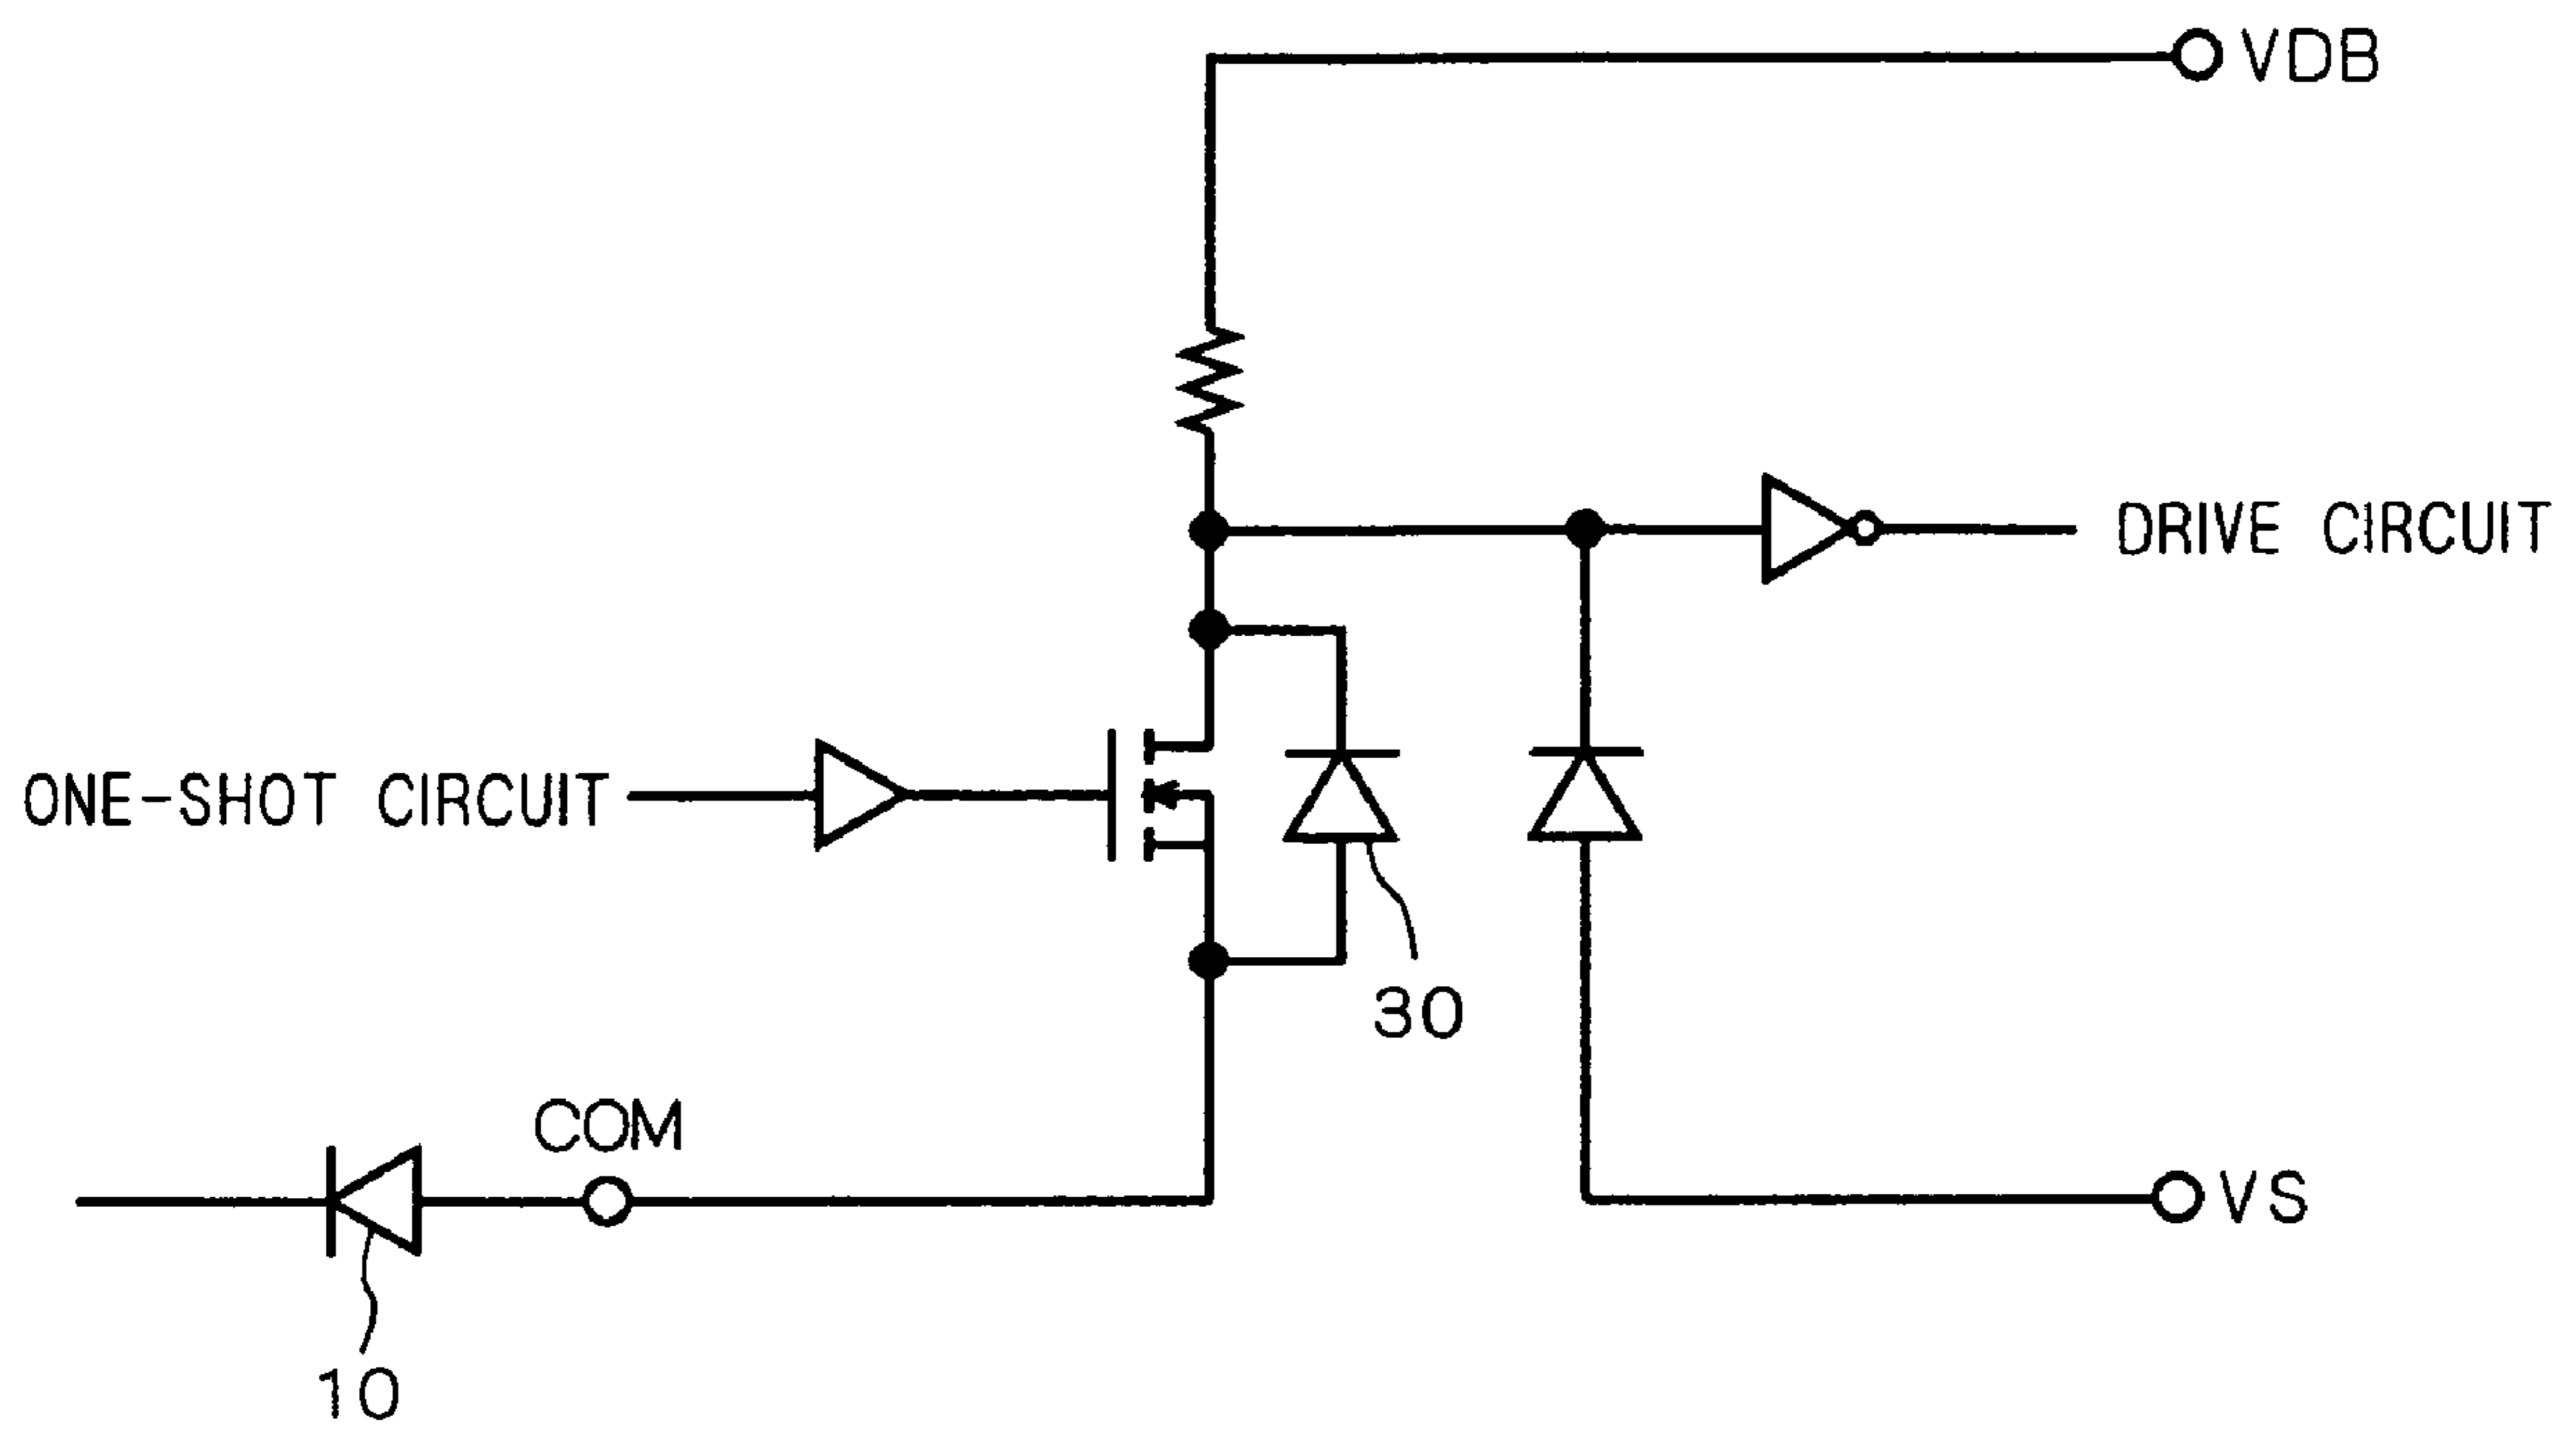 VDB
DRIVE CIRCUIT
ONE-SHOT CIRCUIT
30
COM
VS
10